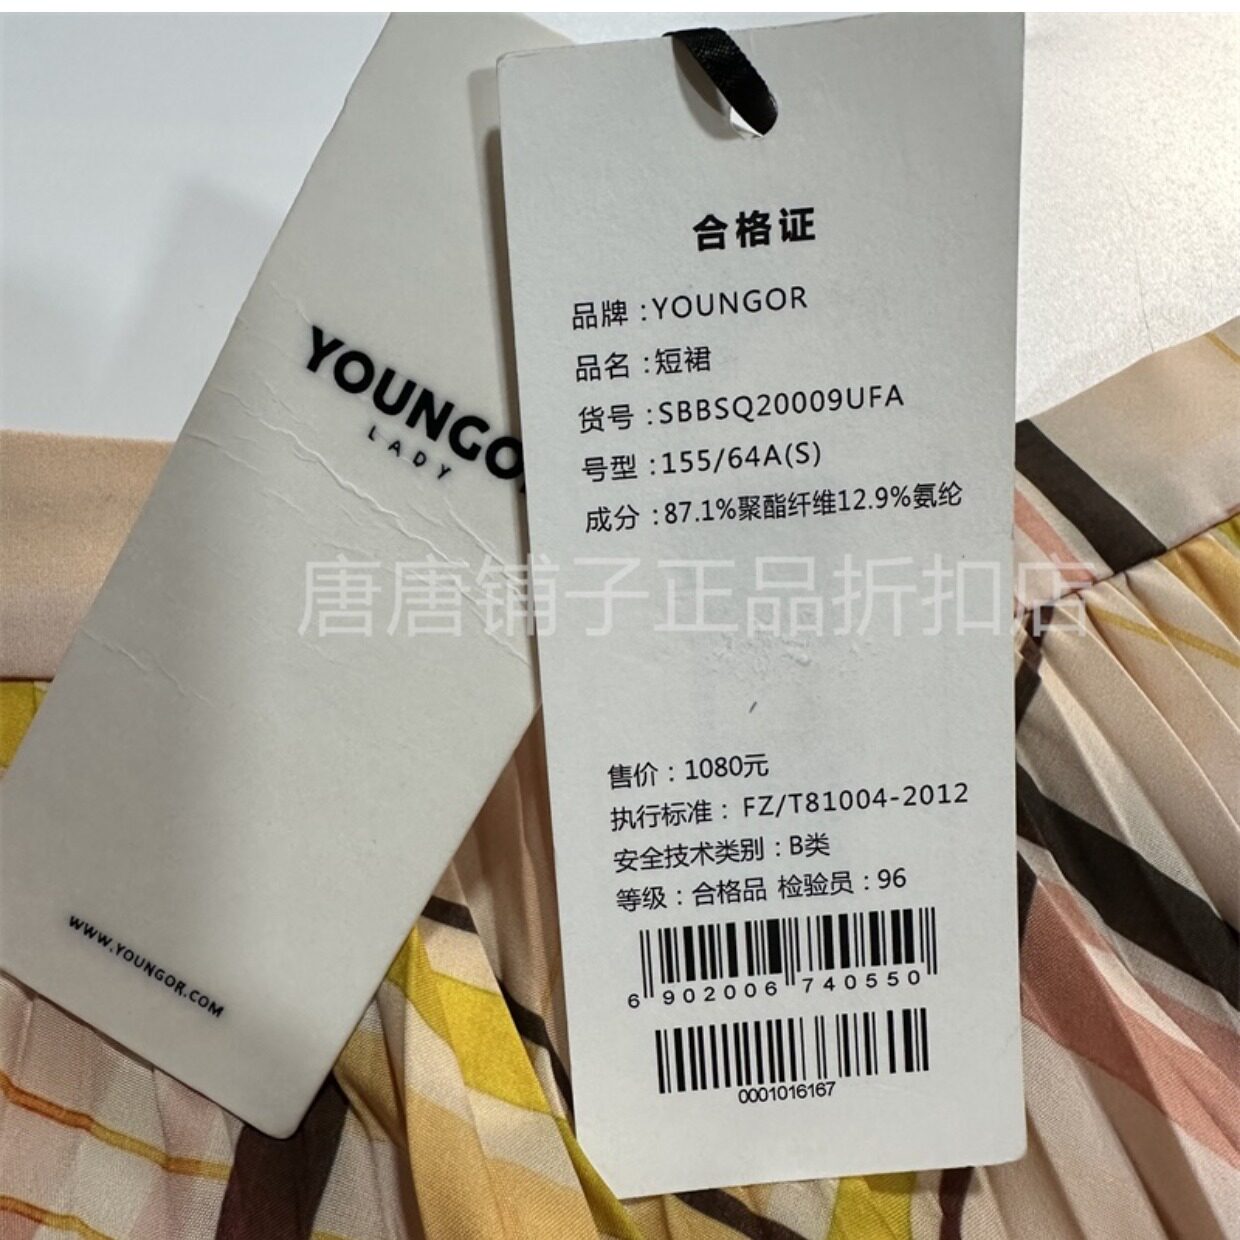 YOUNGO
LADY
WWW.YOUNGOR.COM
合格证
品牌:YOUNGOR
品名:短裙
货号:SBBSQ20009UFA
号型:155/64A(S)
成分:87.1%聚酯纤维12.9%氨纶
唐唐铺子正品折扣店
售价:1080元
执行标准: FZ/T81004-2012
安全技术类别:B类
等级:合格品 检验员:96
6 902006 740550
0001016167